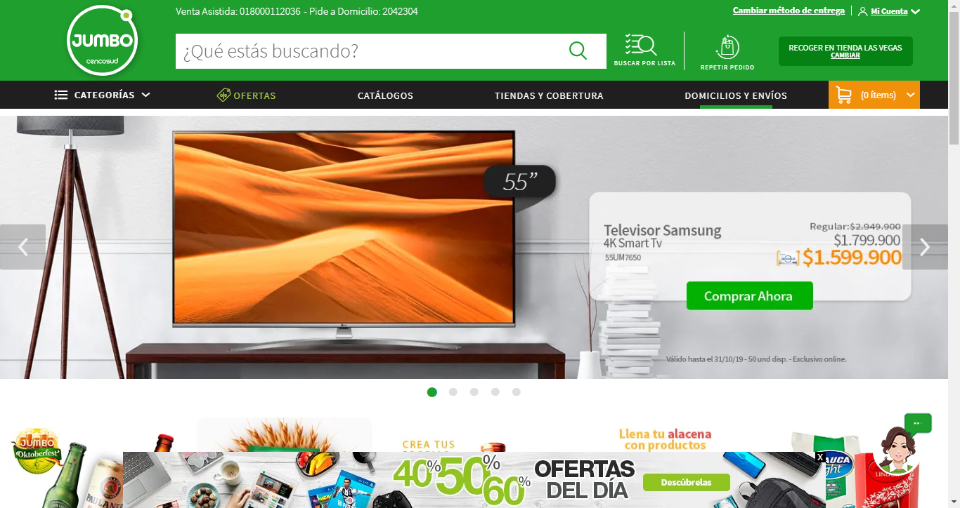 Venta Asistida: 018000112036 - Pide a Domicilio: 2042304
Cambiar método de entrega
Mi Cuenta
JUMBO
cencosud
¿Qué estás buscando?
BUSCAR POR LISTA
REPETIR PEDIDO
RECOGER EN TIENDA LAS VEGAS
CAMBIAR
CATEGORÍAS
OFERTAS
CATÁLOGOS
TIENDAS Y COBERTURA
DOMICILIOS Y ENVÍOS
(0 ítems)
55”
Televisor Samsung
4K Smart Tv
55UM7650
Regular:$2.949.900
$1.799.900
$1.599.900
Comprar Ahora
Válido hasta el 31/10/19 - 50 und disp. - Exclusivo online.
JUMBO
Oktoberfest
CREA TUS
Llena tu alacena
con productos
40% 50% 60%
OFERTAS
DEL DÍA
Descúbrelas
X